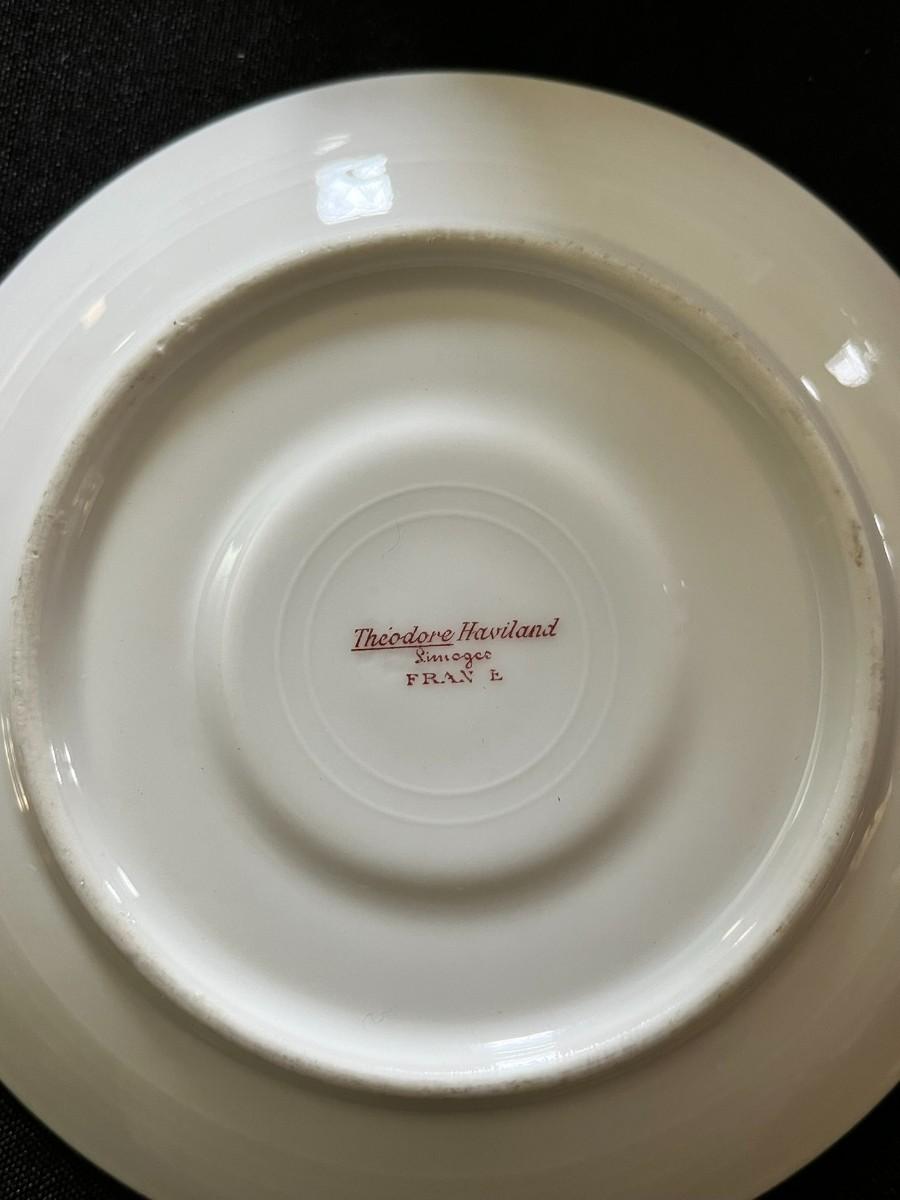 Théodore Haviland
Limoges
FRAN E